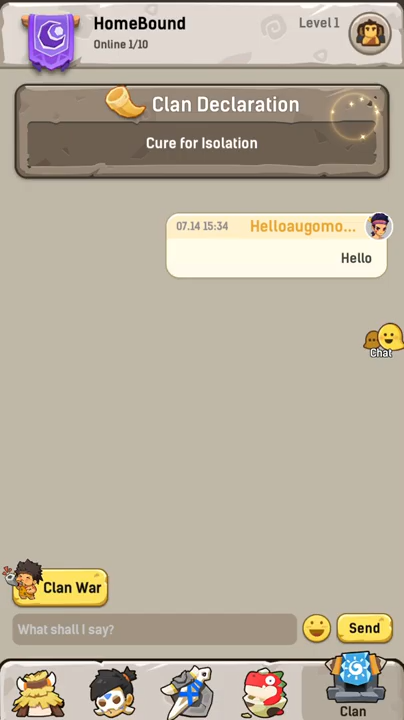 HomeBound
Level 1
Online 1/10
Clan Declaration
Cure for Isolation
07.14 15:34 Helloaugomo...
Hello
Chat
Clan War
What shall I say?
Send
Clan